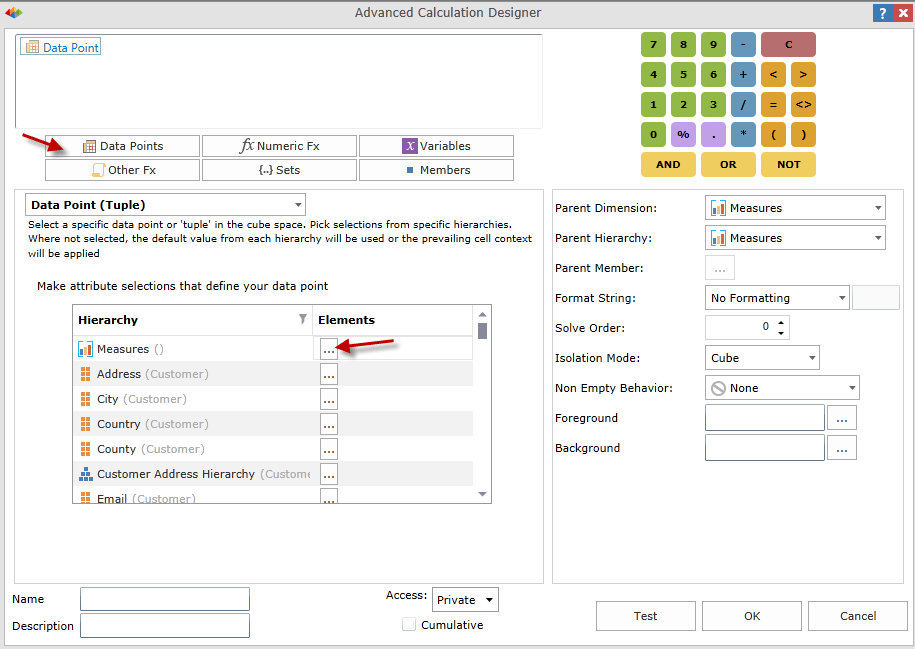 Advanced Calculation Designer
?
Data Point
7 8 9 - C
4 5 6 + < >
1 2 3 / = <>
0 % . * ( )
AND OR NOT
Data Points fx Numeric Fx x Variables
Other Fx {..} Sets Members
Data Point (Tuple)
Select a specific data point or 'tuple' in the cube space. Pick selections from specific hierarchies.
Where not selected, the default value from each hierarchy will be used or the prevailing cell context
will be applied
Make attribute selections that define your data point
Hierarchy Elements
Measures () ...
Address (Customer) ...
City (Customer) ...
Country (Customer) ...
County (Customer) ...
Customer Address Hierarchy (Custome ...
Email (Customer) ...
Parent Dimension: Measures
Parent Hierarchy: Measures
Parent Member: ...
Format String: No Formatting
Solve Order: 0
Isolation Mode: Cube
Non Empty Behavior: None
Foreground ...
Background ...
Name
Description
Access: Private
Cumulative
Test OK Cancel